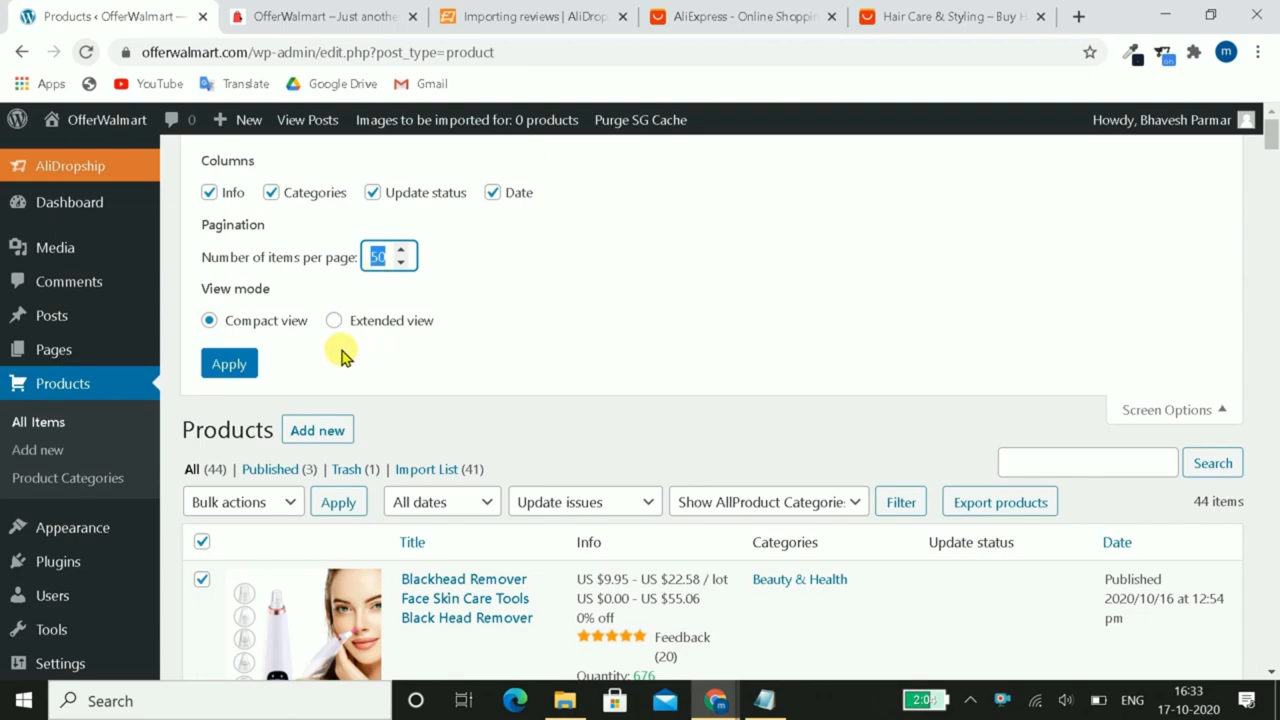 Products ‹ OfferWalmart —
OfferWalmart – Just anothe
Importing reviews | AliDrop
AliExpress - Online Shoppin
Hair Care & Styling – Buy H
offerwalmart.com/wp-admin/edit.php?post_type=product
on
m
Apps
YouTube
Translate
Google Drive
Gmail
OfferWalmart
0
New
View Posts
Images to be imported for: 0 products
Purge SG Cache
Howdy, Bhavesh Parmar
AliDropship
Dashboard
Media
Comments
Posts
Pages
Products
All Items
Add new
Product Categories
Appearance
Plugins
Users
Tools
Settings
Columns
Info
Categories
Update status
Date
Pagination
Number of items per page: 50
View mode
Compact view
Extended view
Apply
Screen Options
Products
Add new
All (44) | Published (3) | Trash (1) | Import List (41)
Search
Bulk actions
Apply
All dates
Update issues
Show AllProduct Categorie:
Filter
Export products
44 items
Title
Info
Categories
Update status
Date
Blackhead Remover
Face Skin Care Tools
Black Head Remover
US $9.95 - US $22.58 / lot
US $0.00 - US $55.06
0% off
Feedback
(20)
Quantity: 676
Beauty & Health
Published
2020/10/16 at 12:54
pm
Search
m
2:04
ENG
16:33
17-10-2020